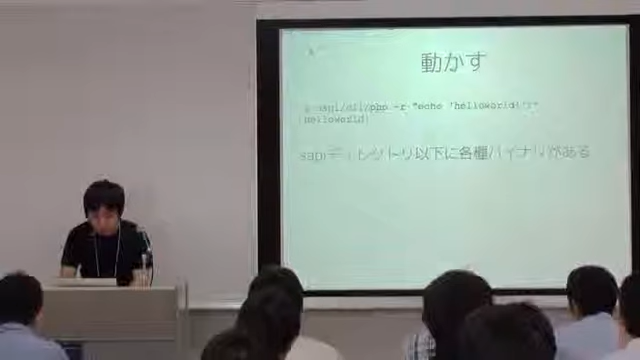 動かす
$ sapi/cli/php -r "echo 'helloworld';"
helloworld
sapiディレクトリ以下に各種バイナリがある